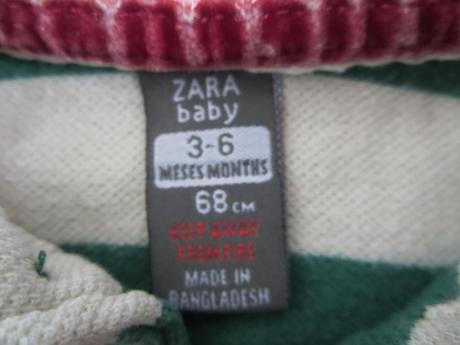 ZARA
baby
3-6
MESES MONTHS
68 CM
KEEP AWAY
FROM FIRE
MADE IN
BANGLADESH